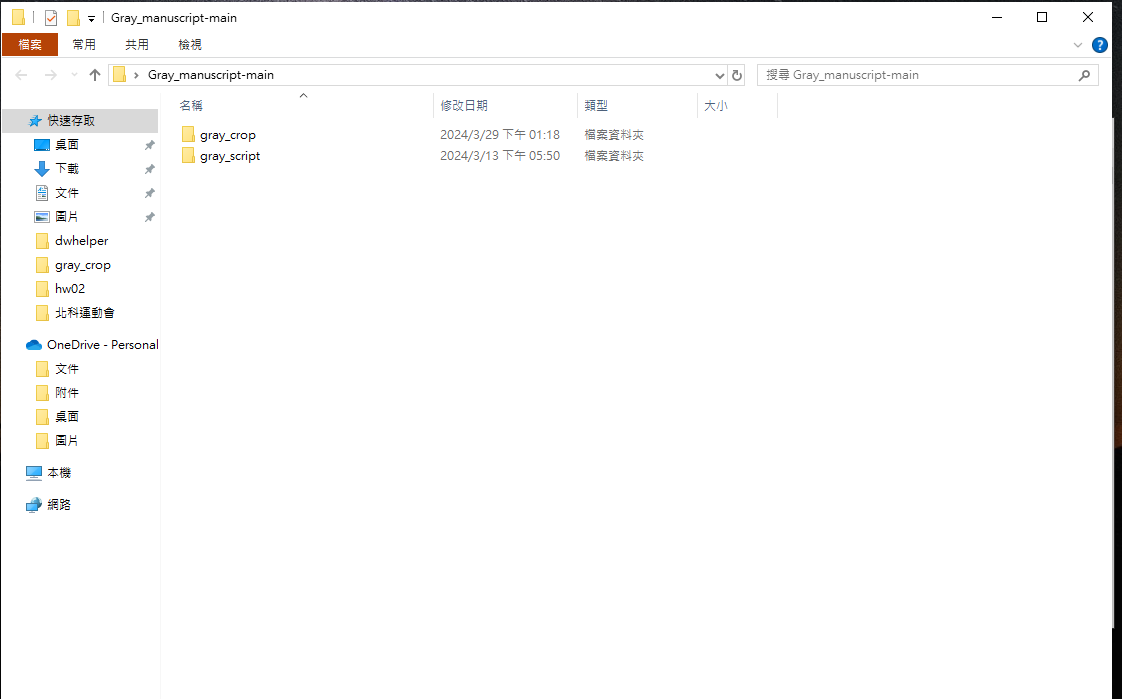 Gray_manuscript-main
檔案 常用 共用 檢視
Gray_manuscript-main 搜尋 Gray_manuscript-main
名稱 修改日期 類型 大小
gray_crop 2024/3/29 下午 01:18 檔案資料夾
gray_script 2024/3/13 下午 05:50 檔案資料夾
快速存取
桌面
下載
文件
圖片
dwhelper
gray_crop
hw02
北科運動會
OneDrive - Personal
文件
附件
桌面
圖片
本機
網路